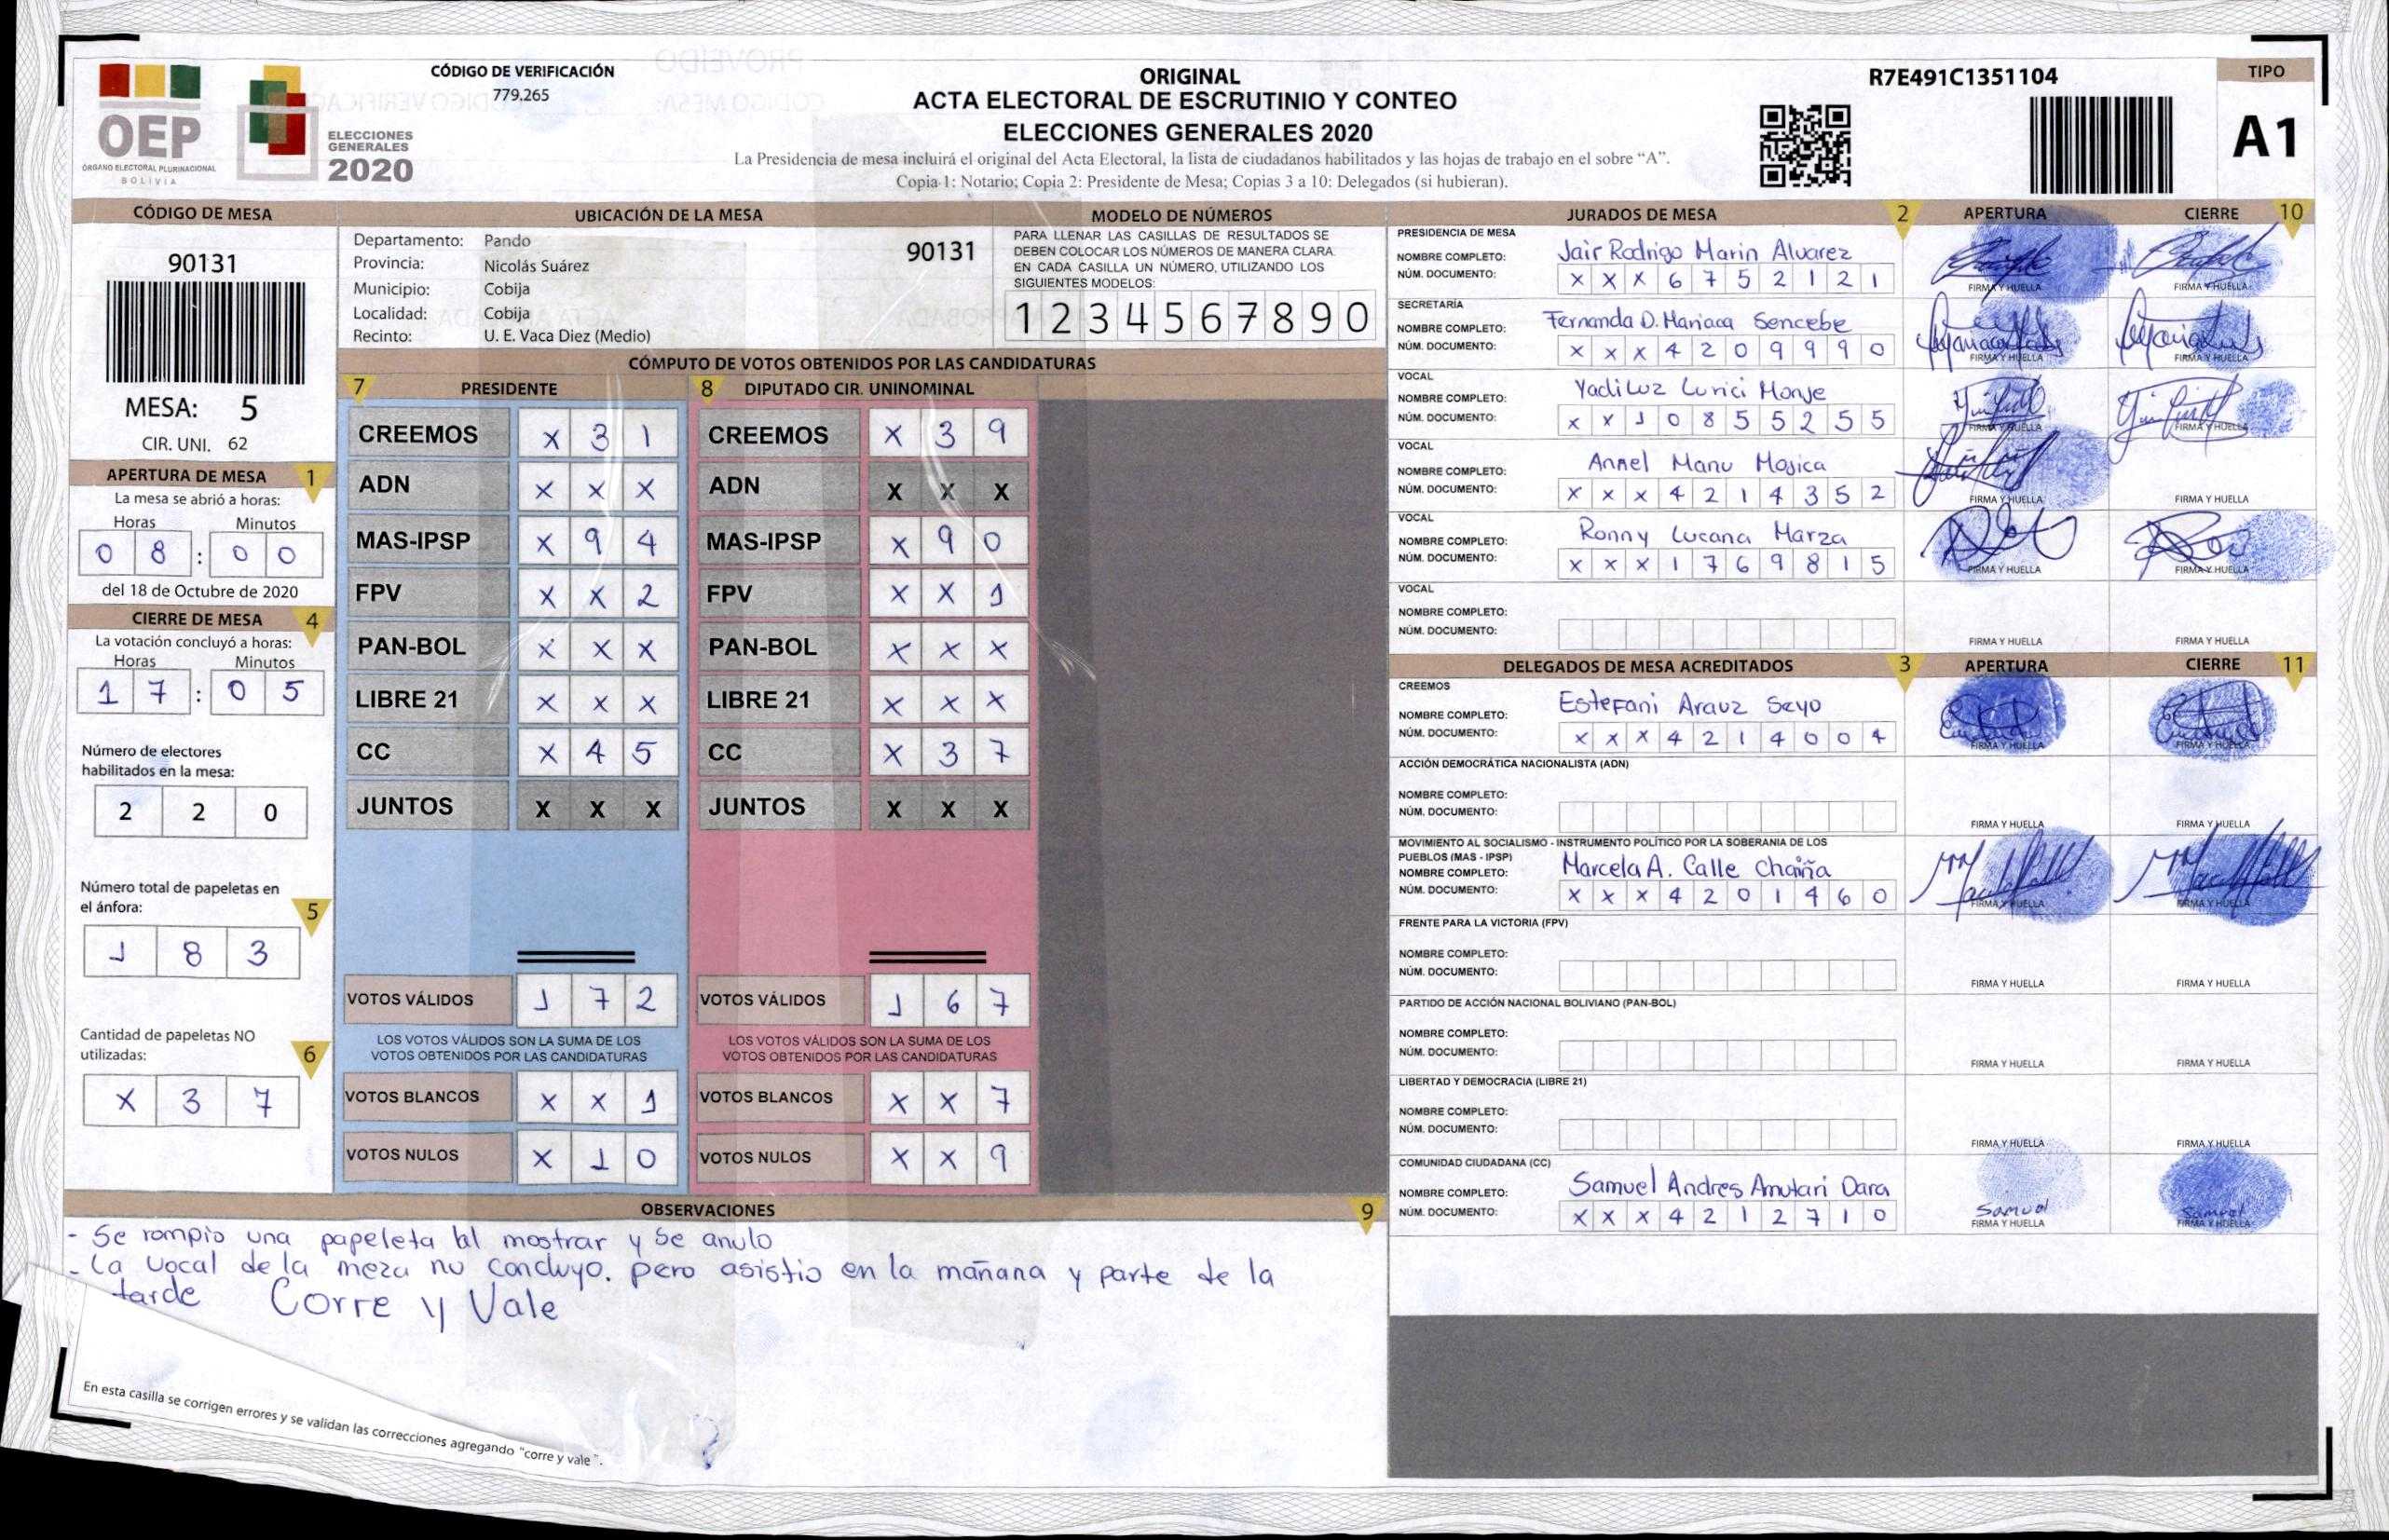 CÓDIGO DE VERIFICACIÓN
779.265
OEP
ÓRGANO ELECTORAL PLURINACIONAL
BOLIVIA
ELECCIONES
GENERALES
2020
ORIGINAL
ACTA ELECTORAL DE ESCRUTINIO Y CONTEO
ELECCIONES GENERALES 2020
La Presidencia de mesa incluirá el original del Acta Electoral, la lista de ciudadanos habilitados y las hojas de trabajo en el sobre "A".
Copia 1: Notario; Copia 2: Presidente de Mesa; Copias 3 a 10: Delegados (si hubieran).
R7E491C1351104
TIPO
A1
CÓDIGO DE MESA
90131
MESA: 5
CIR. UNI. 62
APERTURA DE MESA 1
La mesa se abrió a horas:
Horas Minutos
0 8 : 0 0
del 18 de Octubre de 2020
CIERRE DE MESA 4
La votación concluyó a horas:
Horas Minutos
1 7 : 0 5
Número de electores
habilitados en la mesa:
2 2 0
Número total de papeletas en
el ánfora: 5
1 8 3
Cantidad de papeletas NO
utilizadas: 6
X 3 7
UBICACIÓN DE LA MESA
Departamento: Pando
Provincia: Nicolás Suárez
Municipio: Cobija
Localidad: Cobija
Recinto: U. E. Vaca Diez (Medio)
90131
MODELO DE NÚMEROS
PARA LLENAR LAS CASILLAS DE RESULTADOS SE
DEBEN COLOCAR LOS NÚMEROS DE MANERA CLARA
EN CADA CASILLA UN NÚMERO, UTILIZANDO LOS
SIGUIENTES MODELOS:
1 2 3 4 5 6 7 8 9 0
CÓMPUTO DE VOTOS OBTENIDOS POR LAS CANDIDATURAS
7 PRESIDENTE
CREEMOS X 3 1
ADN X X X
MAS-IPSP X 9 4
FPV X X 2
PAN-BOL X X X
LIBRE 21 X X X
CC X 4 5
JUNTOS X X X
VOTOS VÁLIDOS 1 7 2
LOS VOTOS VÁLIDOS SON LA SUMA DE LOS
VOTOS OBTENIDOS POR LAS CANDIDATURAS
VOTOS BLANCOS X X 1
VOTOS NULOS X 1 0
8 DIPUTADO CIR. UNINOMINAL
CREEMOS X 3 9
ADN X X X
MAS-IPSP X 9 0
FPV X X 1
PAN-BOL X X X
LIBRE 21 X X X
CC X 3 7
JUNTOS X X X
VOTOS VÁLIDOS 1 6 7
LOS VOTOS VÁLIDOS SON LA SUMA DE LOS
VOTOS OBTENIDOS POR LAS CANDIDATURAS
VOTOS BLANCOS X X 7
VOTOS NULOS X X 9
OBSERVACIONES 9
- Se rompio una papeleta al mostrar y se anulo
- La vocal de la meza no concluyo. pero asistio en la mañana y parte de la
tarde Corre y Vale
En esta casilla se corrigen errores y se validan las correcciones agregando "corre y vale".
JURADOS DE MESA 2 APERTURA CIERRE 10
PRESIDENCIA DE MESA
NOMBRE COMPLETO: Jair Rodrigo Marin Alvarez
NÚM. DOCUMENTO: X X X 6 7 5 2 1 2 1
FIRMA Y HUELLA FIRMA Y HUELLA
SECRETARÍA
NOMBRE COMPLETO: Fernanda D. Mariaca Sencebe
NÚM. DOCUMENTO: X X X 4 2 0 9 9 9 0
FIRMA Y HUELLA FIRMA Y HUELLA
VOCAL
NOMBRE COMPLETO: Yadiluz Lurici Monje
NÚM. DOCUMENTO: X X 1 0 8 5 5 2 5 5
FIRMA Y HUELLA FIRMA Y HUELLA
VOCAL
NOMBRE COMPLETO: Annel Manu Mojica
NÚM. DOCUMENTO: X X X 4 2 1 4 3 5 2
FIRMA Y HUELLA FIRMA Y HUELLA
VOCAL
NOMBRE COMPLETO: Ronny Lucana Marza
NÚM. DOCUMENTO: X X X 1 7 6 9 8 1 5
FIRMA Y HUELLA FIRMA Y HUELLA
VOCAL
NOMBRE COMPLETO:
NÚM. DOCUMENTO:
FIRMA Y HUELLA FIRMA Y HUELLA
DELEGADOS DE MESA ACREDITADOS 3 APERTURA CIERRE 11
CREEMOS
NOMBRE COMPLETO: Estefani Arauz Seyo
NÚM. DOCUMENTO: X X X 4 2 1 4 0 0 4
FIRMA Y HUELLA FIRMA Y HUELLA
ACCIÓN DEMOCRÁTICA NACIONALISTA (ADN)
NOMBRE COMPLETO:
NÚM. DOCUMENTO:
FIRMA Y HUELLA FIRMA Y HUELLA
MOVIMIENTO AL SOCIALISMO - INSTRUMENTO POLÍTICO POR LA SOBERANIA DE LOS
PUEBLOS (MAS - IPSP)
NOMBRE COMPLETO: Marcela A. Calle Chaiña
NÚM. DOCUMENTO: X X X 4 2 0 1 4 6 0
FIRMA Y HUELLA FIRMA Y HUELLA
FRENTE PARA LA VICTORIA (FPV)
NOMBRE COMPLETO:
NÚM. DOCUMENTO:
FIRMA Y HUELLA FIRMA Y HUELLA
PARTIDO DE ACCIÓN NACIONAL BOLIVIANO (PAN-BOL)
NOMBRE COMPLETO:
NÚM. DOCUMENTO:
FIRMA Y HUELLA FIRMA Y HUELLA
LIBERTAD Y DEMOCRACIA (LIBRE 21)
NOMBRE COMPLETO:
NÚM. DOCUMENTO:
FIRMA Y HUELLA FIRMA Y HUELLA
COMUNIDAD CIUDADANA (CC)
NOMBRE COMPLETO: Samuel Andres Amutari Dara
NÚM. DOCUMENTO: X X X 4 2 1 2 7 1 0
Samuel Samuel
FIRMA Y HUELLA FIRMA Y HUELLA